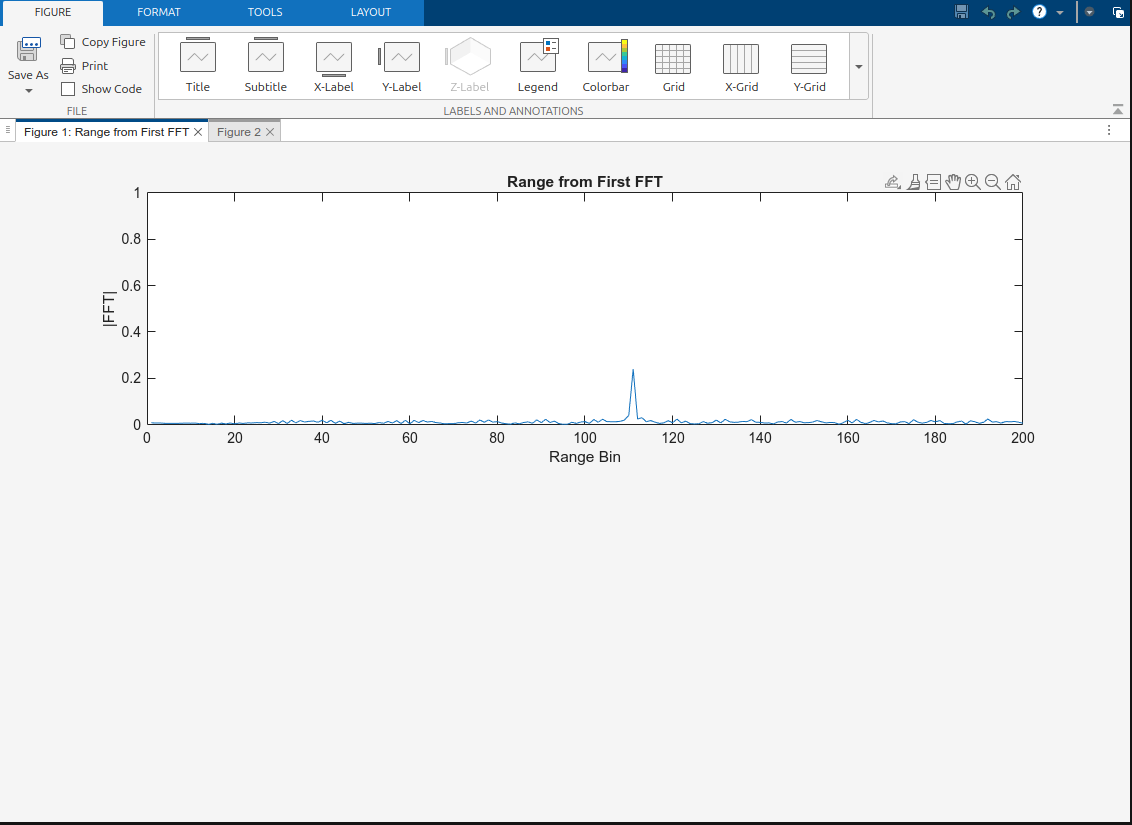 FIGURE FORMAT TOOLS LAYOUT
?
Save As
Copy Figure
Print
Show Code
FILE
Title Subtitle X-Label Y-Label Z-Label Legend Colorbar Grid X-Grid Y-Grid
LABELS AND ANNOTATIONS
Figure 1: Range from First FFT
Figure 2
Range from First FFT
1
0.8
0.6
0.4
0.2
0
|FFT|
0 20 40 60 80 100 120 140 160 180 200
Range Bin